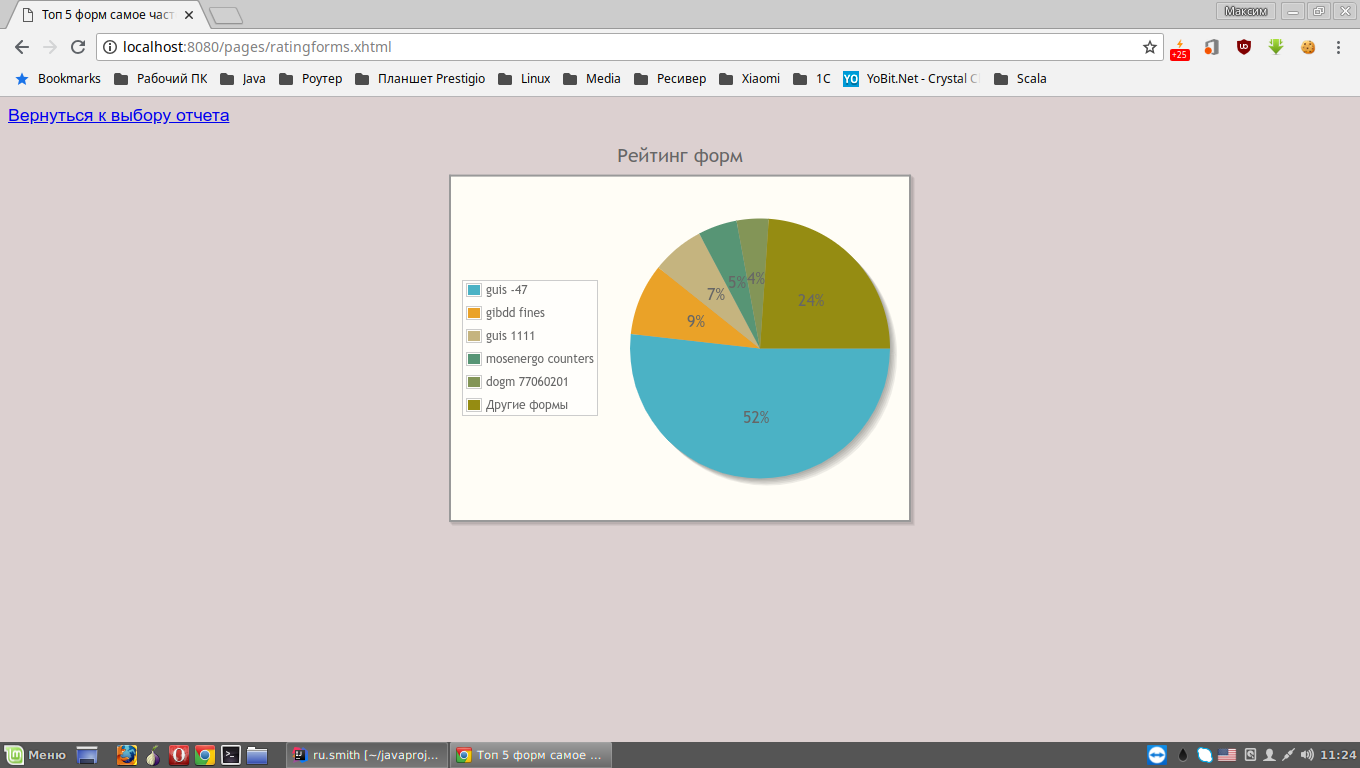 Топ 5 форм самое част
Максим
localhost:8080/pages/ratingforms.xhtml
+25
Bookmarks Рабочий ПК Java Роутер Планшет Prestigio Linux Media Ресивер Xiaomi 1C YO YoBit.Net - Crystal C Scala
Вернуться к выбору отчета
Рейтинг форм
guis -47
gibdd fines
guis 1111
mosenergo counters
dogm 77060201
Другие формы
5%
4%
7%
24%
9%
52%
Меню ru.smith [~/javaproj... Топ 5 форм самое ... 11:24